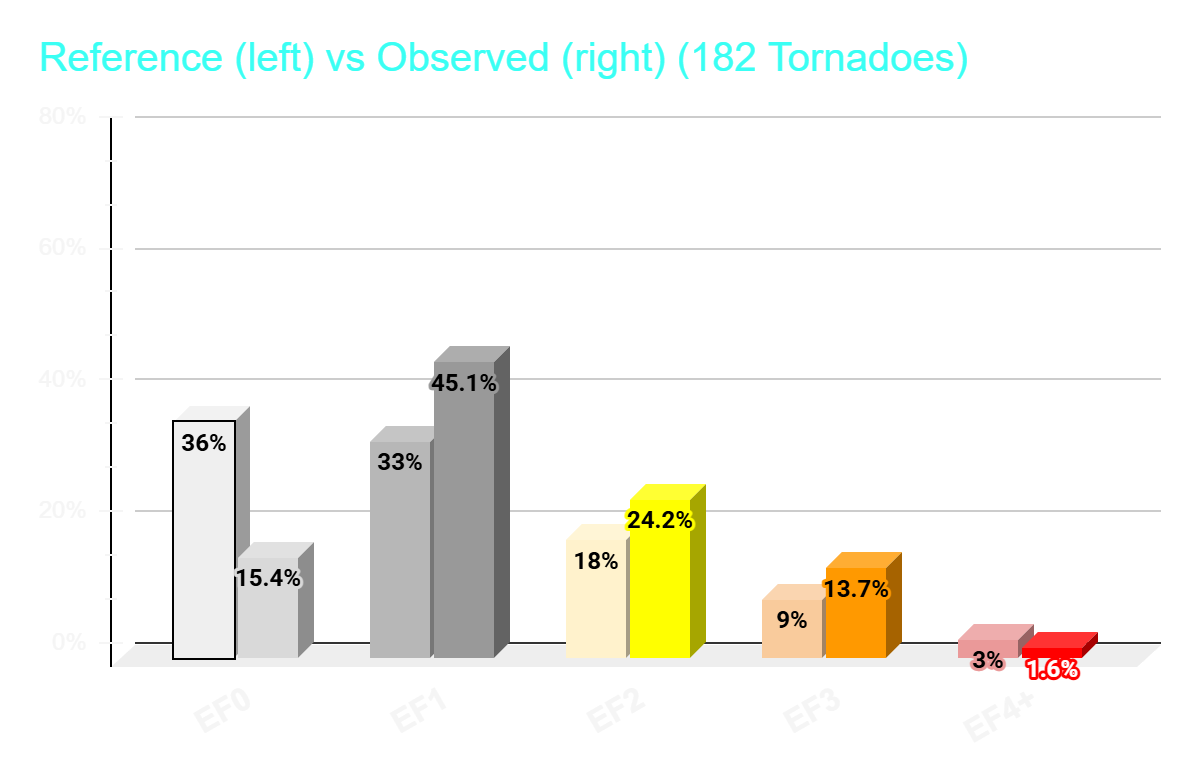 Reference (left) vs Observed (right) (182 Tornadoes)
80%
60%
40%
20%
0%
36%
15.4%
33%
45.1%
18%
24.2%
9%
13.7%
3%
1.6%
EF0
EF1
EF2
EF3
EF4+